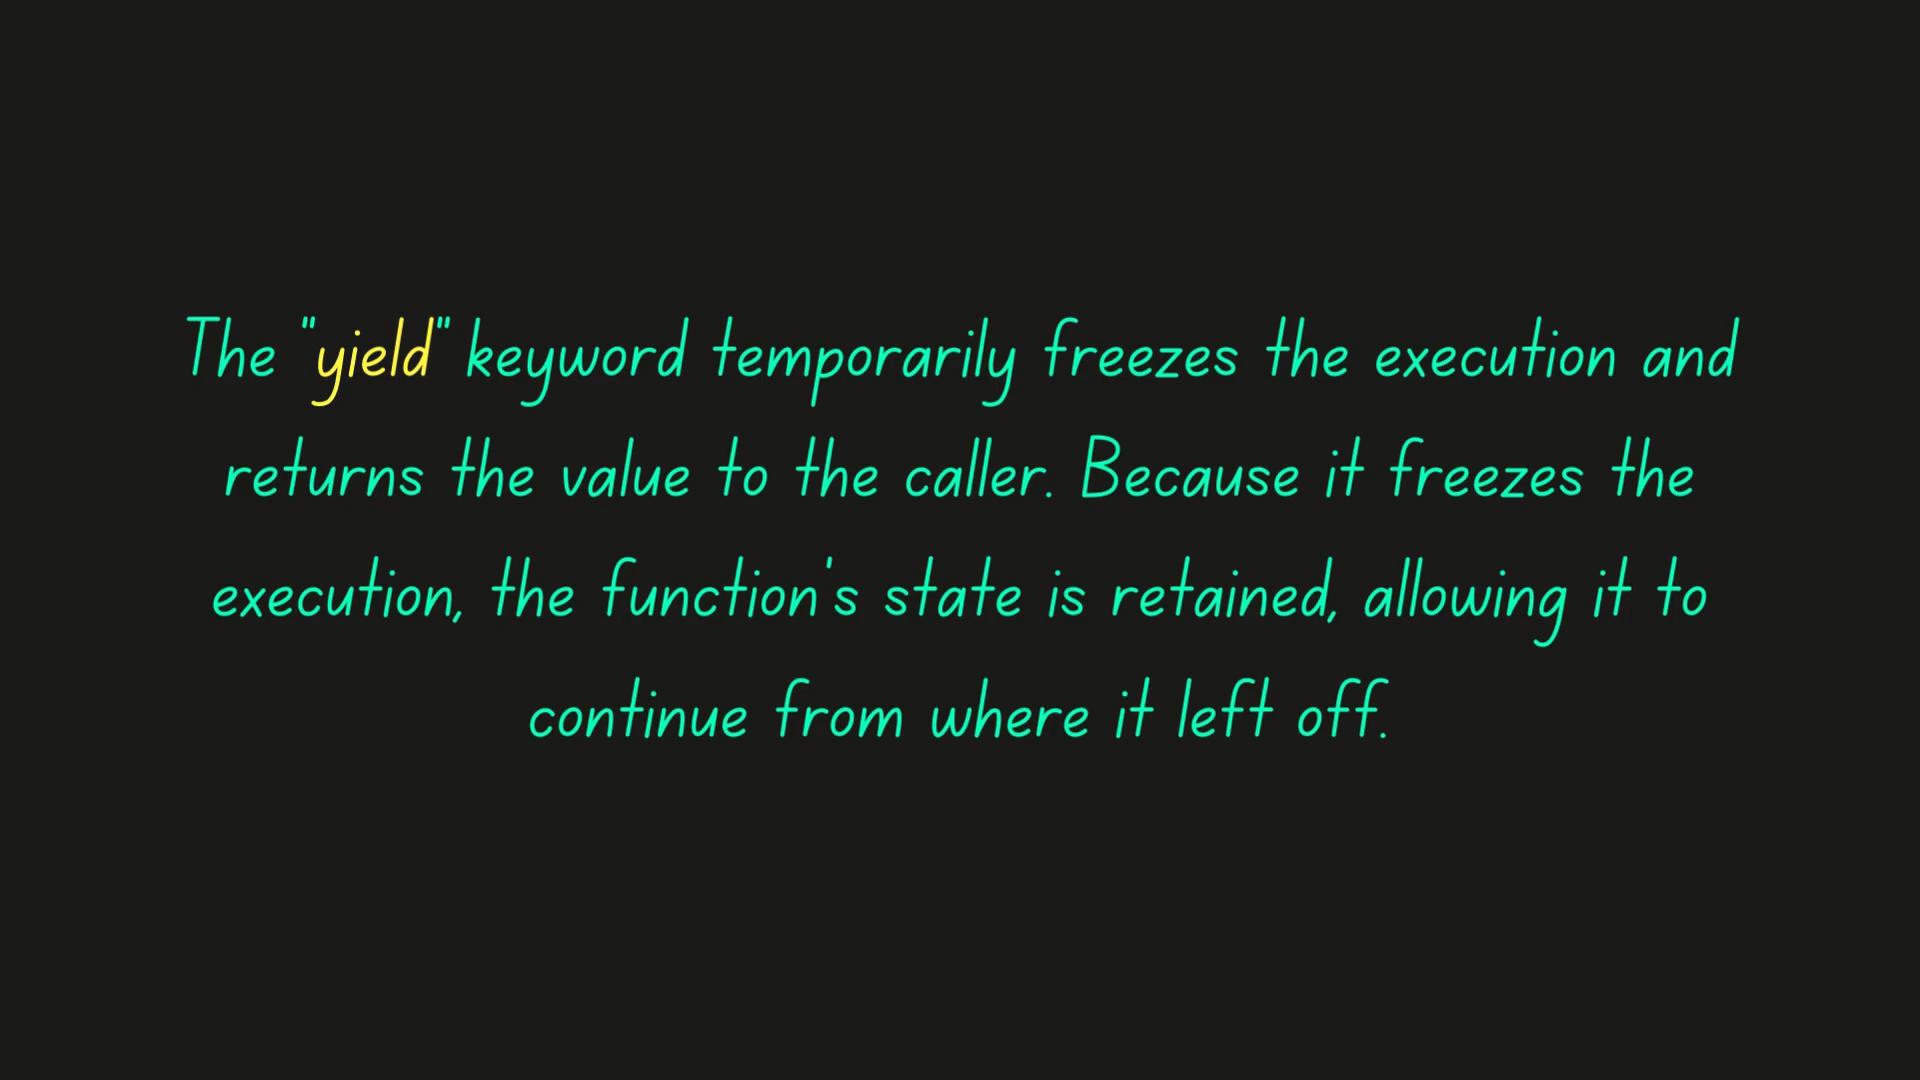 The "yield" keyword temporarily freezes the execution and
returns the value to the caller. Because it freezes the
execution, the function's state is retained, allowing it to
continue from where it left off.